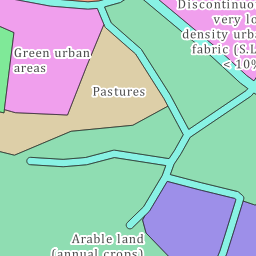 Discontinuo
very lo
density urba
fabric (S.L
< 10%
Green urban
areas
Pastures
Arable land
(annual crops)